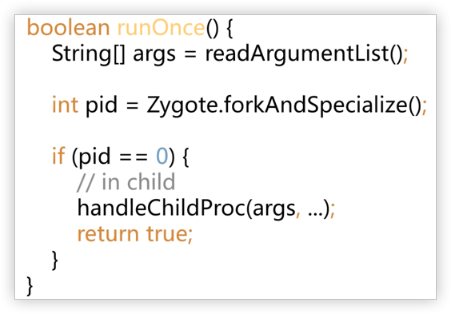 boolean runOnce() {
String[] args = readArgumentList();
int pid = Zygote.forkAndSpecialize();
if (pid == 0) {
// in child
handleChildProc(args, ...);
return true;
}
}